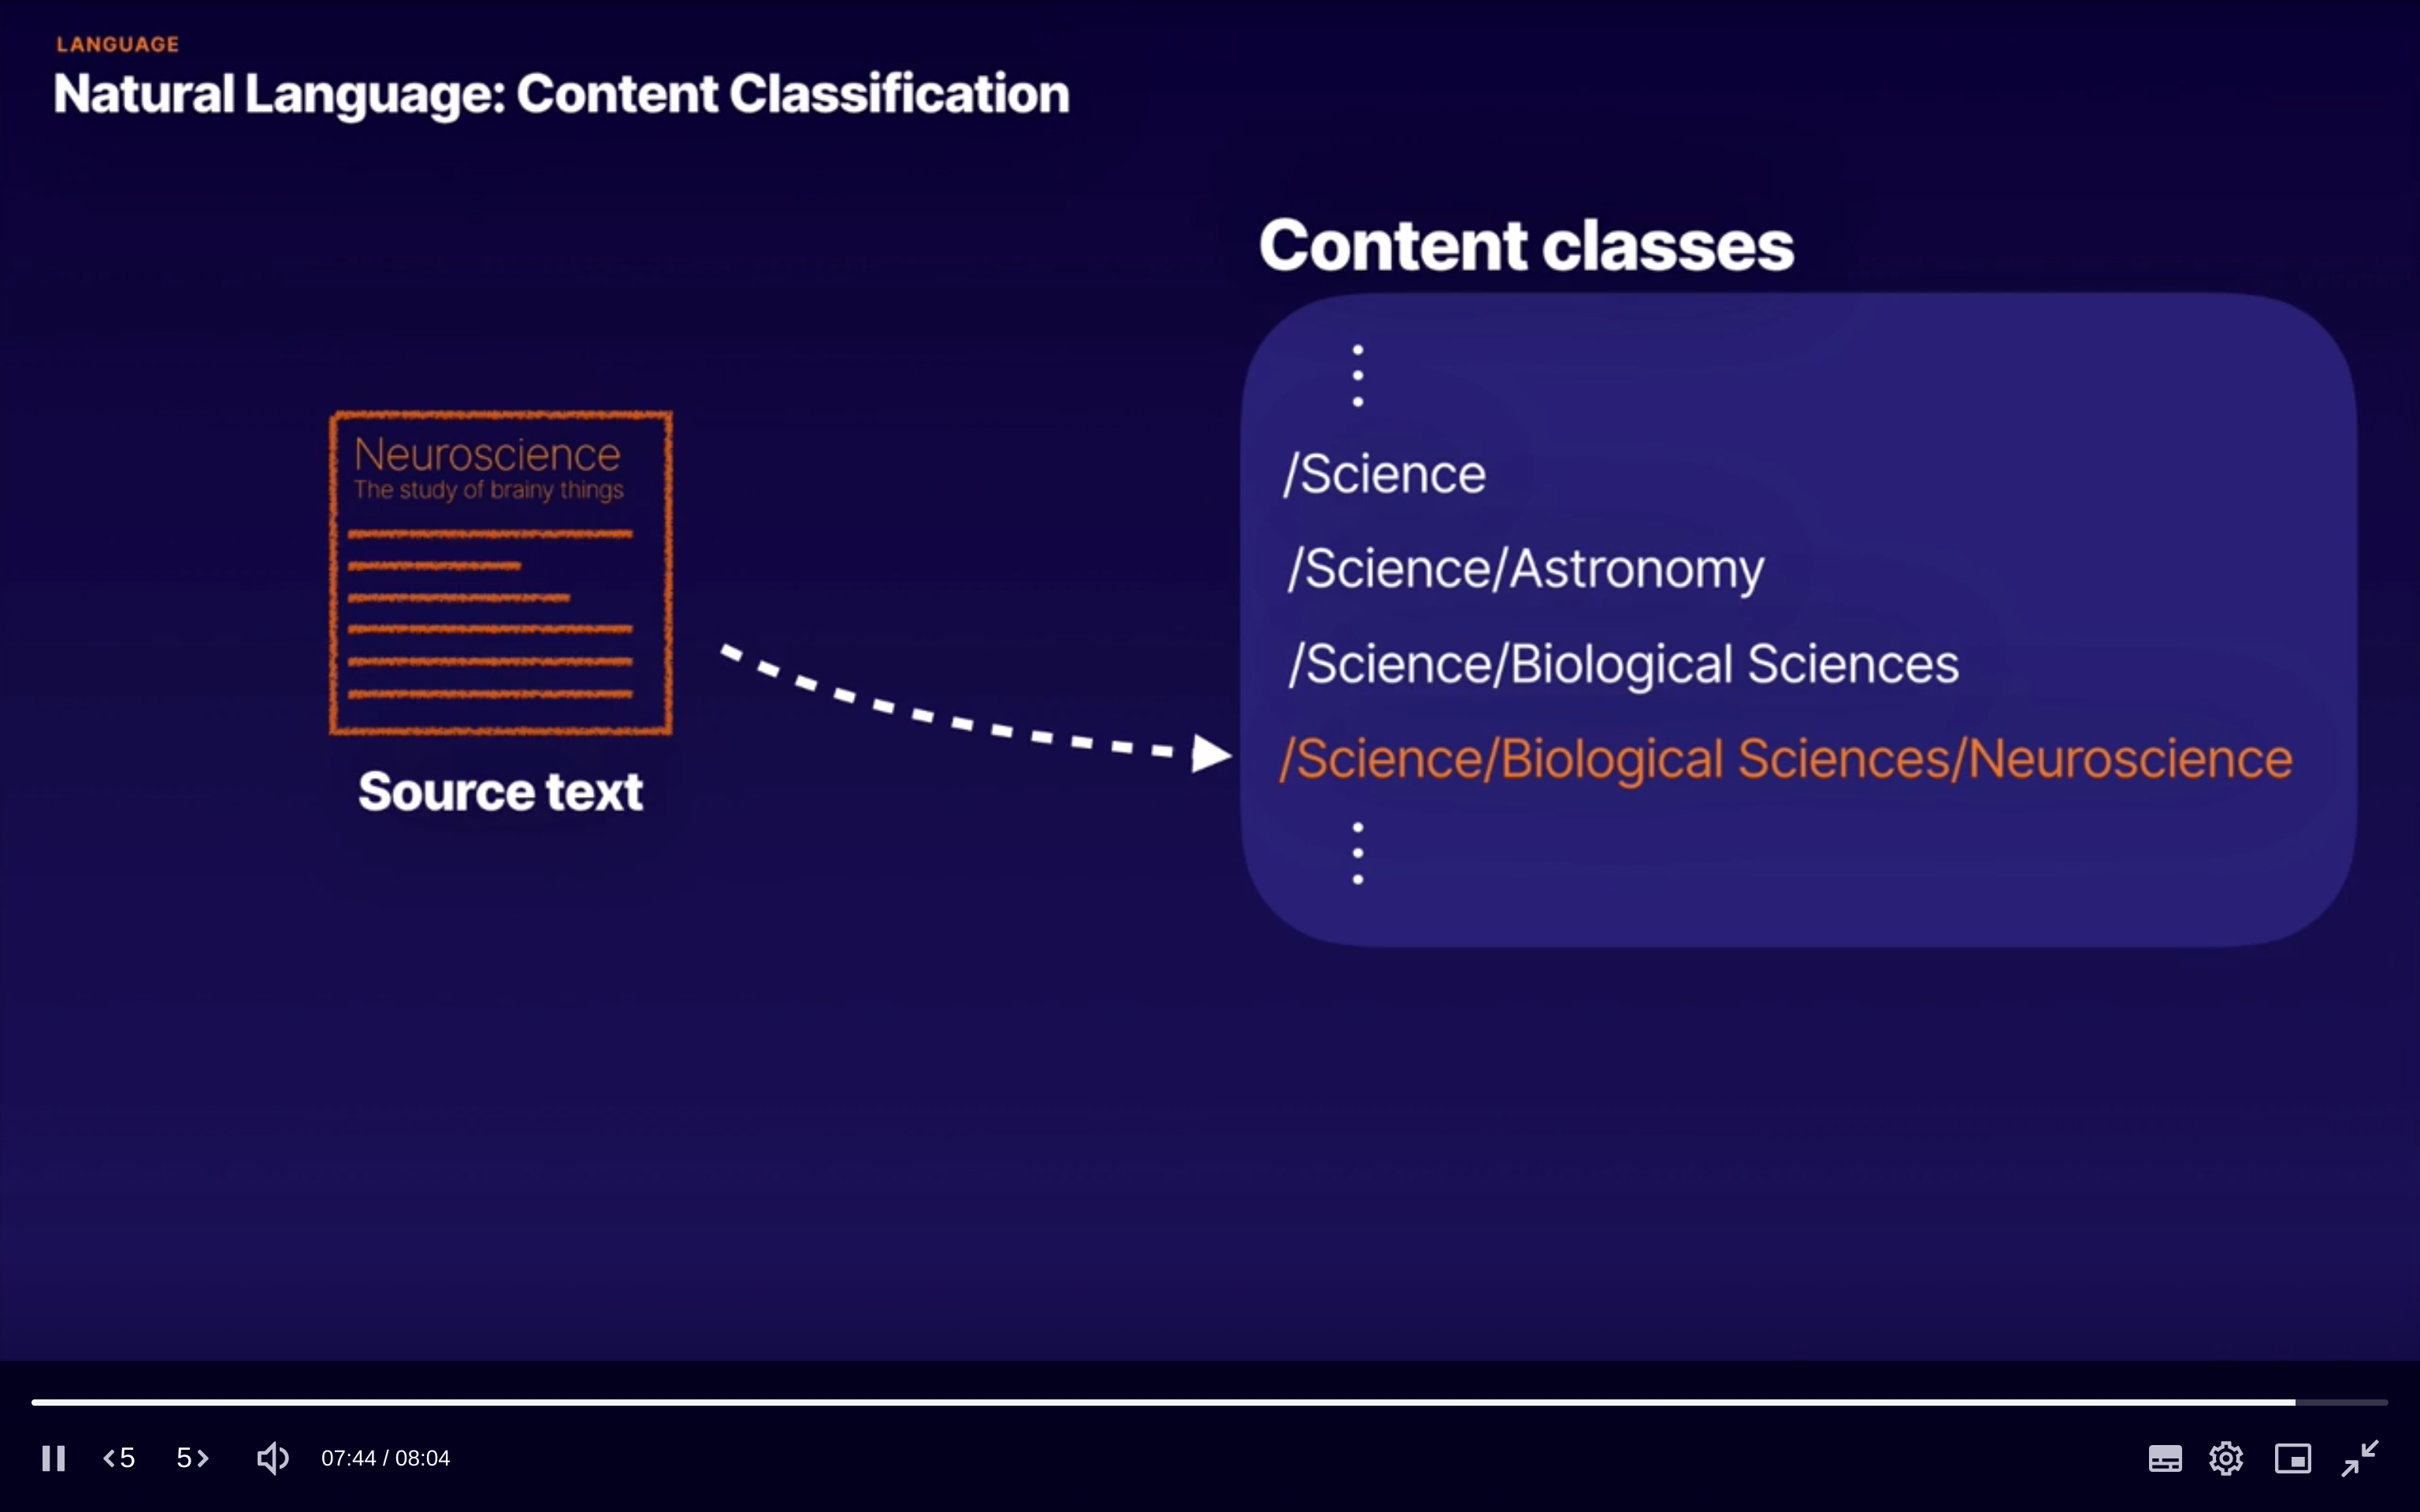 LANGUAGE
Natural Language: Content Classification
Content classes
/Science
/Science/Astronomy
/Science/Biological Sciences
/Science/Biological Sciences/Neuroscience
Neuroscience
The study of brainy things
Source text
<5 5> 07:44 / 08:04